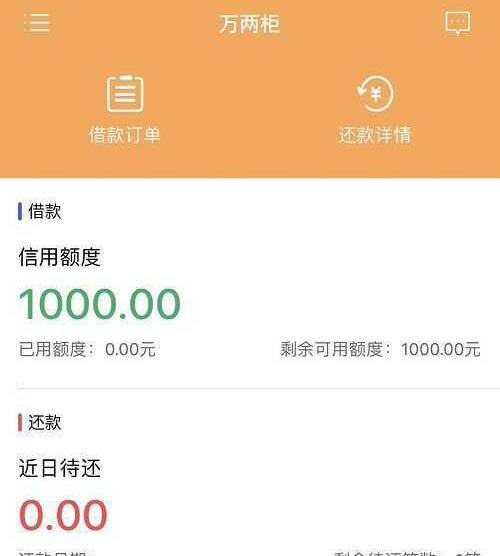 万两柜
借款订单 还款详情
借款
信用额度
1000.00
已用额度：0.00元 剩余可用额度：1000.00元
还款
近日待还
0.00